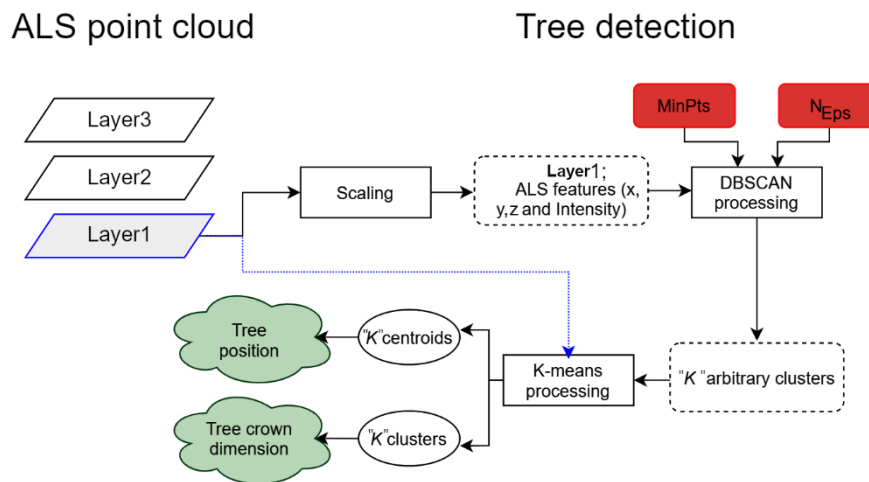 ALS point cloud
Tree detection
Layer3
Layer2
Layer1
Scaling
Layer1;
ALS features (x,
y,z and Intensity)
MinPts
NEps
DBSCAN
processing
"K" arbitrary clusters
K-means
processing
"K" centroids
"K" clusters
Tree
position
Tree crown
dimension